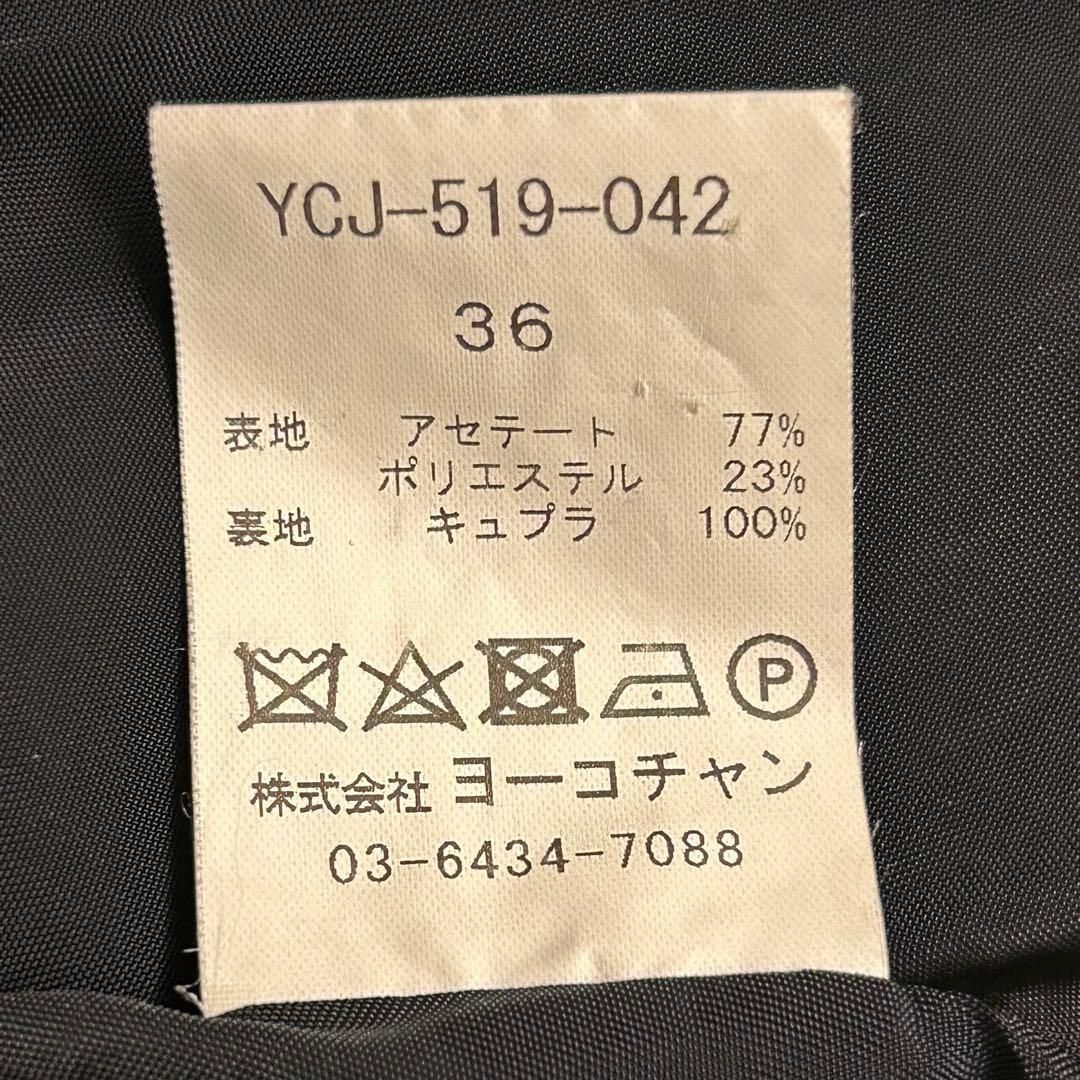 YCJ-519-042
36
表地 アセテート 77%
ポリエステル 23%
裏地 キュプラ 100%
P
株式会社 ヨーコチャン
03-6434-7088